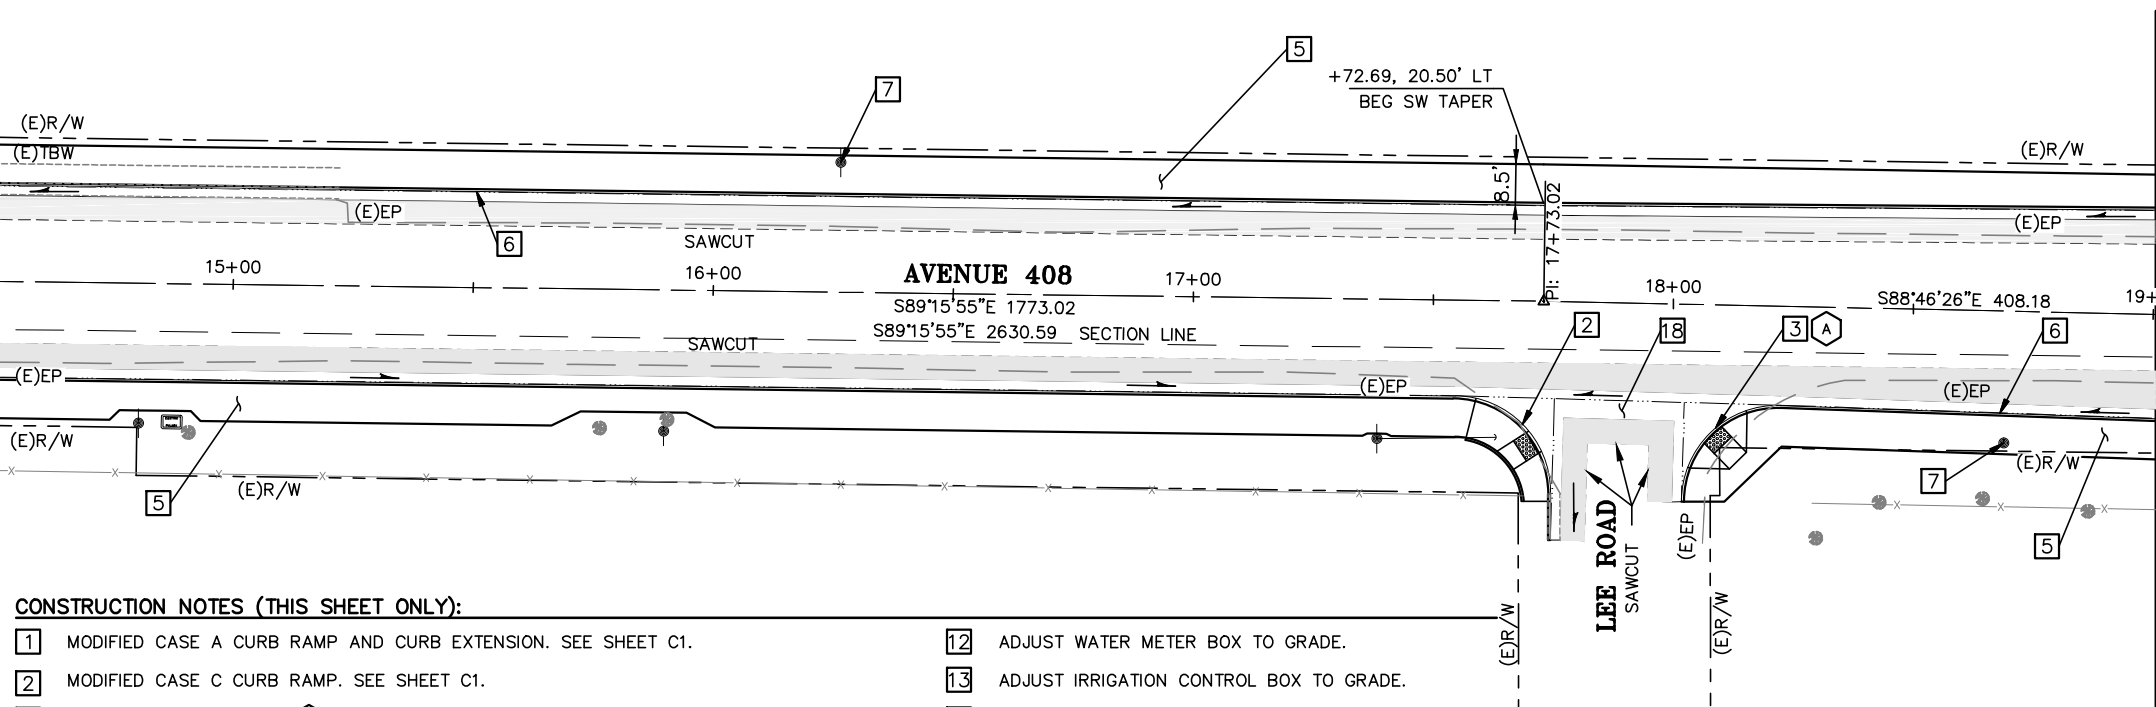 5
+72.69, 20.50' LT
BEG SW TAPER
7
(E)R/W
(E)TBW
(E)R/W
8.5'
PI: 17+73.02
(E)EP
(E)EP
6
SAWCUT
15+00
16+00
AVENUE 408
17+00
18+00
S89°15'55"E 1773.02
S88°46'26"E 408.18
19+
S89°15'55"E 2630.59 SECTION LINE
SAWCUT
2
18
3
A
6
(E)EP
(E)EP
(E)EP
(E)R/W
(E)R/W
(E)R/W
5
7
5
LEE ROAD
SAWCUT
(E)EP
(E)R/W
(E)R/W
CONSTRUCTION NOTES (THIS SHEET ONLY):
1 MODIFIED CASE A CURB RAMP AND CURB EXTENSION. SEE SHEET C1.
2 MODIFIED CASE C CURB RAMP. SEE SHEET C1.
12 ADJUST WATER METER BOX TO GRADE.
13 ADJUST IRRIGATION CONTROL BOX TO GRADE.